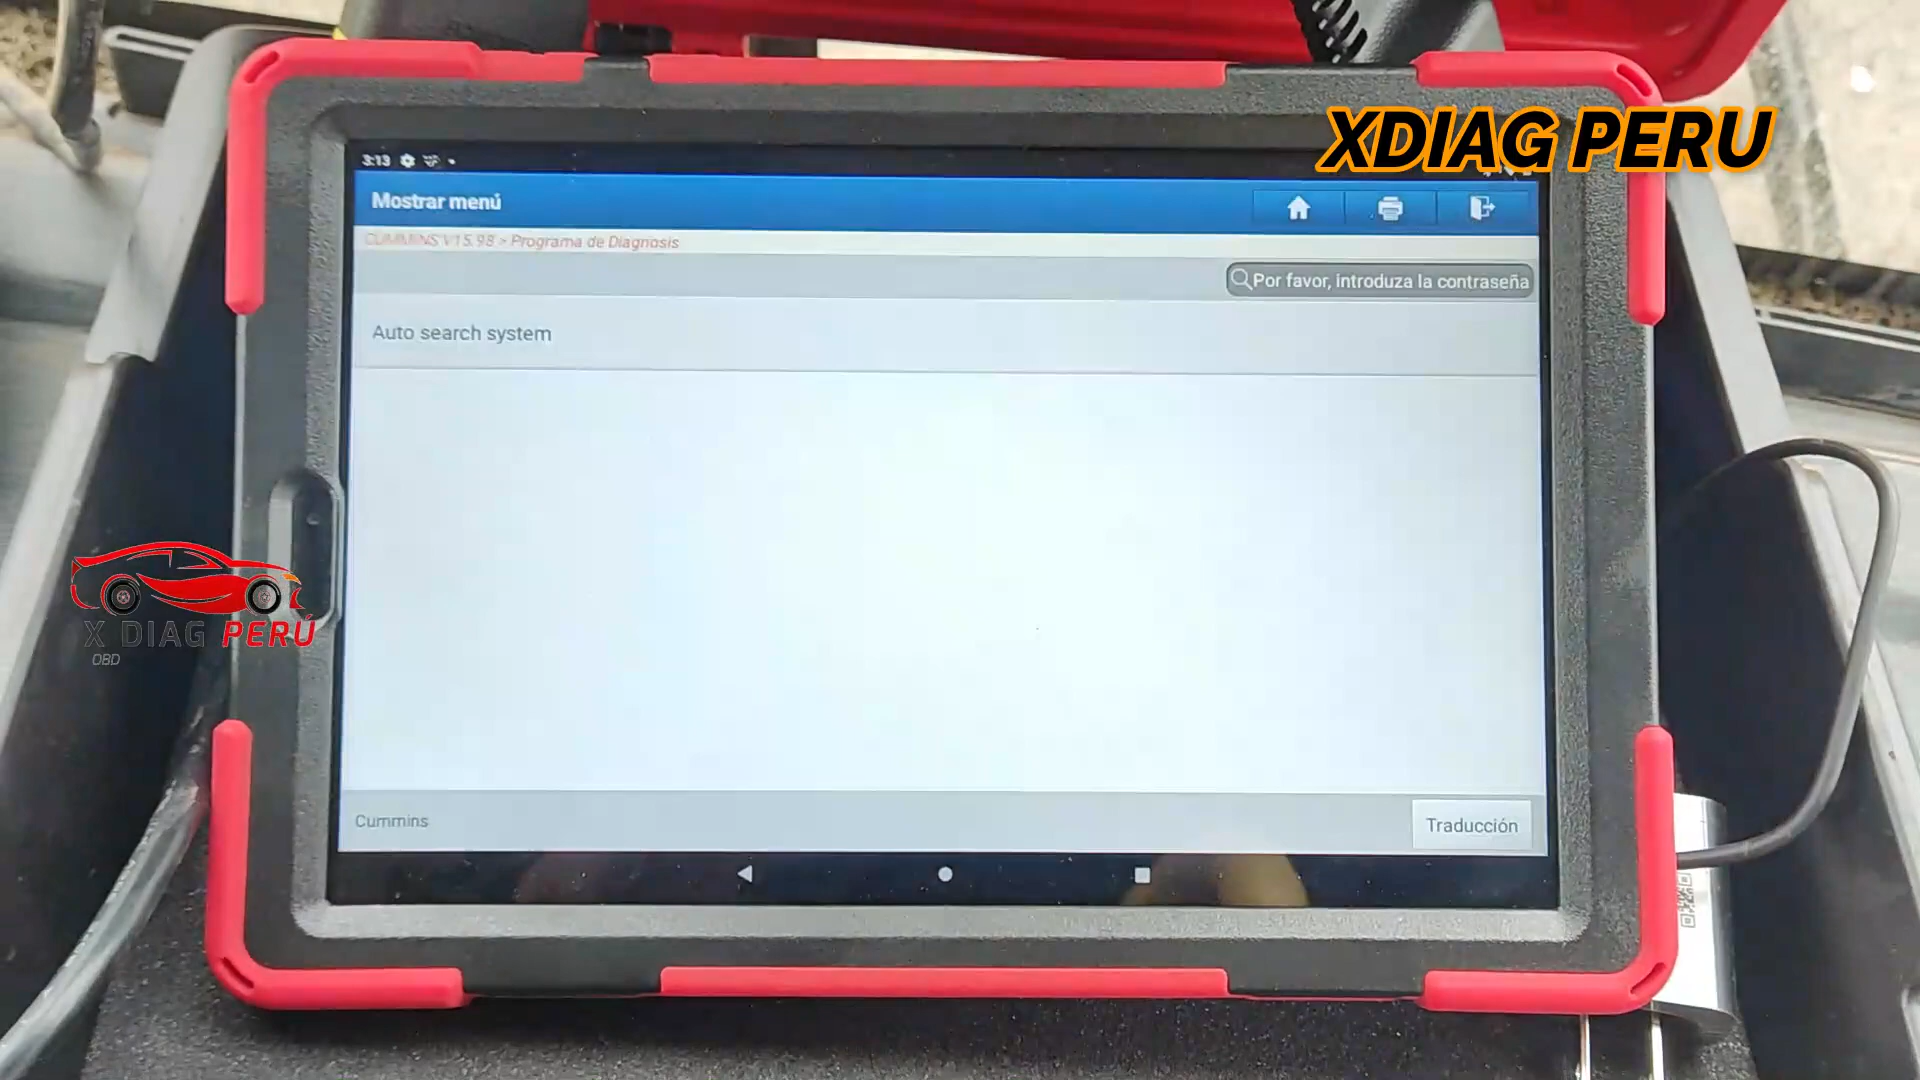 XDIAG PERU
3:13
Mostrar menú
CUMMINS V15.98 > Programa de Diagnosis
Por favor, introduza la contraseña
Auto search system
X DIAG PERÚ
OBD
Cummins
Traducción